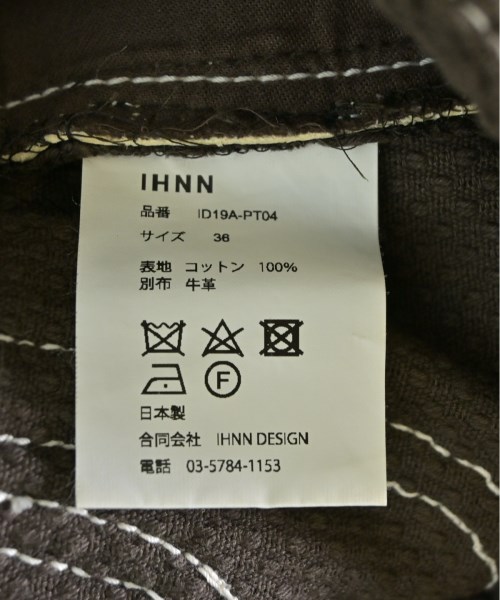 IHNN
品番 ID19A-PT04
サイズ 36
表地 コットン 100%
別布 牛革
F
日本製
合同会社 IHNN DESIGN
電話 03-5784-1153